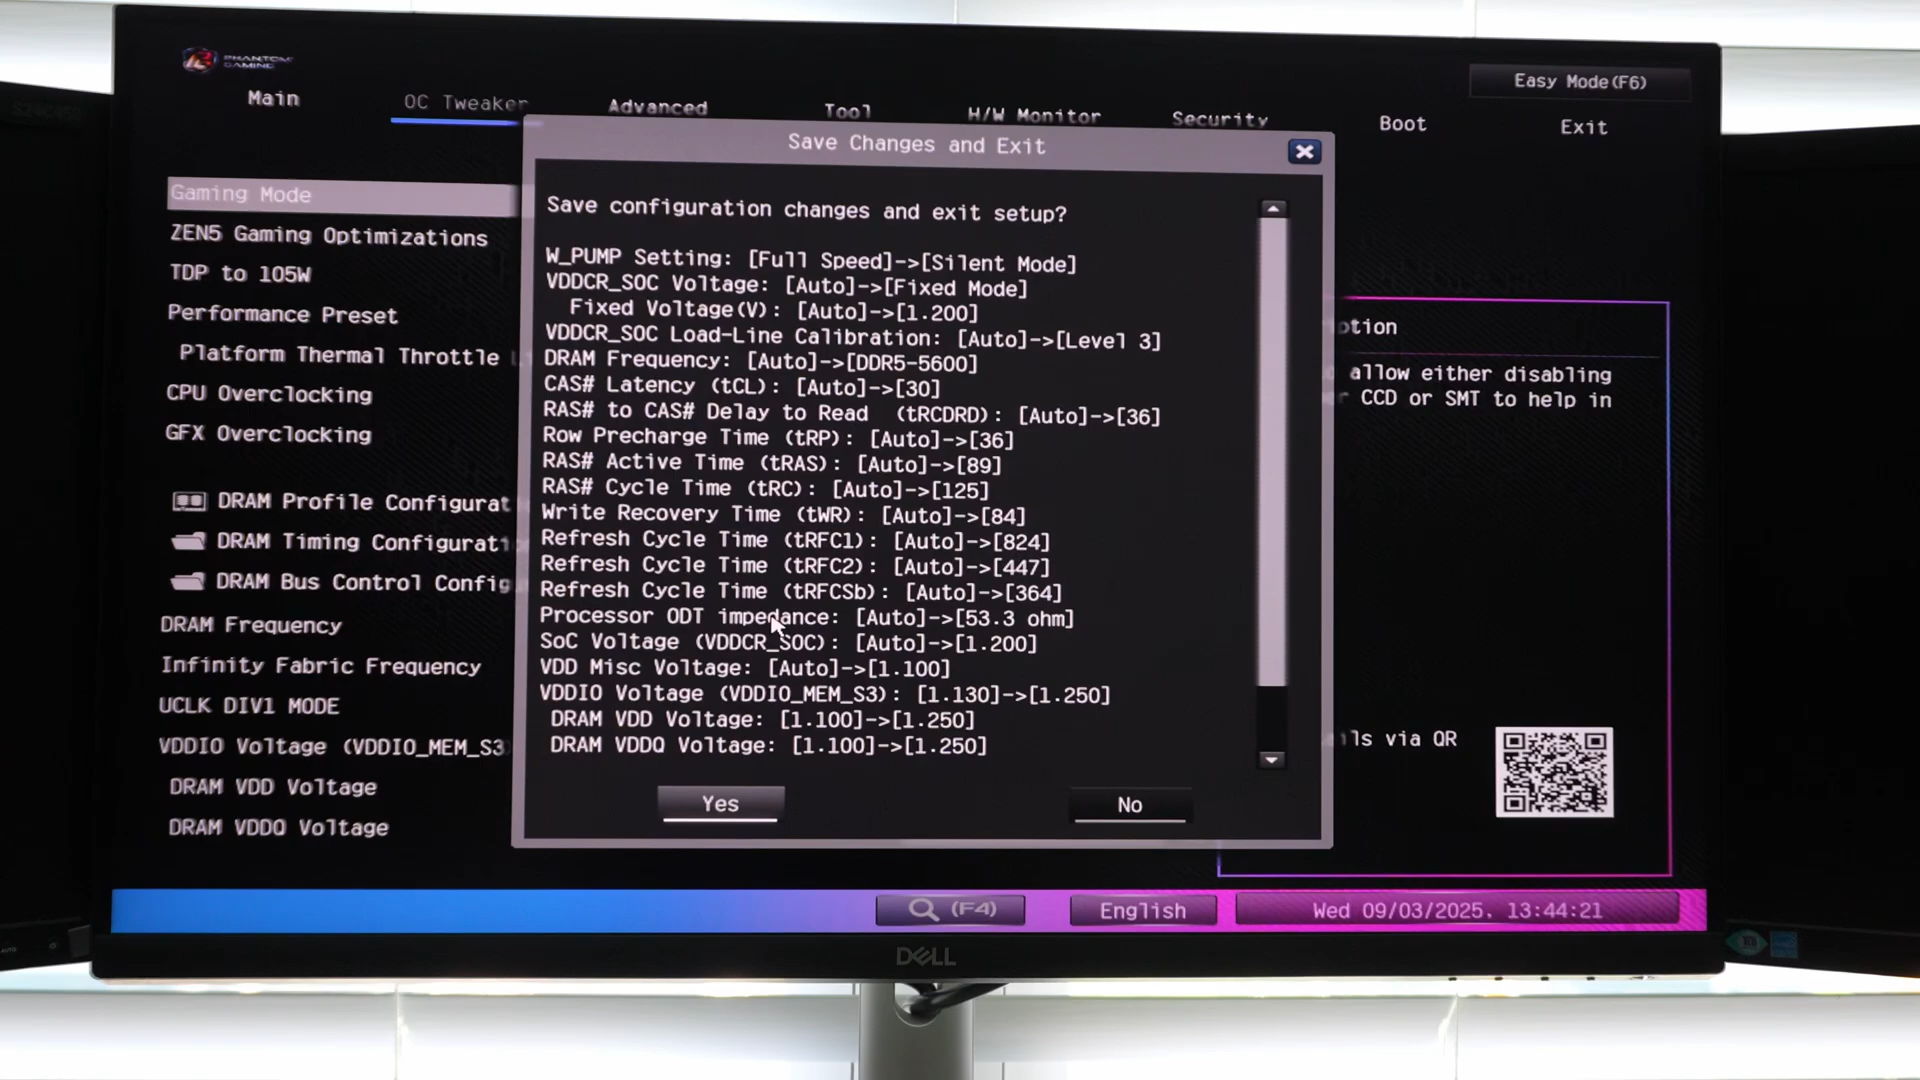 PHANTOM
GAMING
Easy Mode(F6)
Main
OC Tweaker
Advanced
Tool
H/W Monitor
Security
Boot
Exit
Save Changes and Exit
Gaming Mode
ZEN5 Gaming Optimizations
TDP to 105W
Performance Preset
Platform Thermal Throttle
CPU Overclocking
GFX Overclocking
DRAM Profile Configurat
DRAM Timing Configurati
DRAM Bus Control Config
DRAM Frequency
Infinity Fabric Frequency
UCLK DIV1 MODE
VDDIO Voltage (VDDIO_MEM_S3
DRAM VDD Voltage
DRAM VDDQ Voltage
Save configuration changes and exit setup?
W_PUMP Setting: [Full Speed]->[Silent Mode]
VDDCR_SOC Voltage: [Auto]->[Fixed Mode]
Fixed Voltage(V): [Auto]->[1.200]
VDDCR_SOC Load-Line Calibration: [Auto]->[Level 3]
DRAM Frequency: [Auto]->[DDR5-5600]
CAS# Latency (tCL): [Auto]->[30]
RAS# to CAS# Delay to Read (tRCDRD): [Auto]->[36]
Row Precharge Time (tRP): [Auto]->[36]
RAS# Active Time (tRAS): [Auto]->[89]
RAS# Cycle Time (tRC): [Auto]->[125]
Write Recovery Time (tWR): [Auto]->[84]
Refresh Cycle Time (tRFC1): [Auto]->[824]
Refresh Cycle Time (tRFC2): [Auto]->[447]
Refresh Cycle Time (tRFCSb): [Auto]->[364]
Processor ODT impedance: [Auto]->[53.3 ohm]
SoC Voltage (VDDCR_SOC): [Auto]->[1.200]
VDD Misc Voltage: [Auto]->[1.100]
VDDIO Voltage (VDDIO_MEM_S3): [1.130]->[1.250]
DRAM VDD Voltage: [1.100]->[1.250]
DRAM VDDQ Voltage: [1.100]->[1.250]
Yes
No
ption
allow either disabling
r CCD or SMT to help in
ils via QR
(F4)
English
Wed 09/03/2025. 13:44:21
DELL